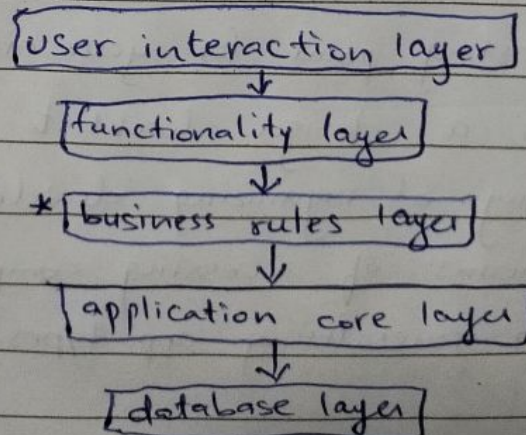 user interaction layer
functionality layer
* business rules layer
application core layer
database layer